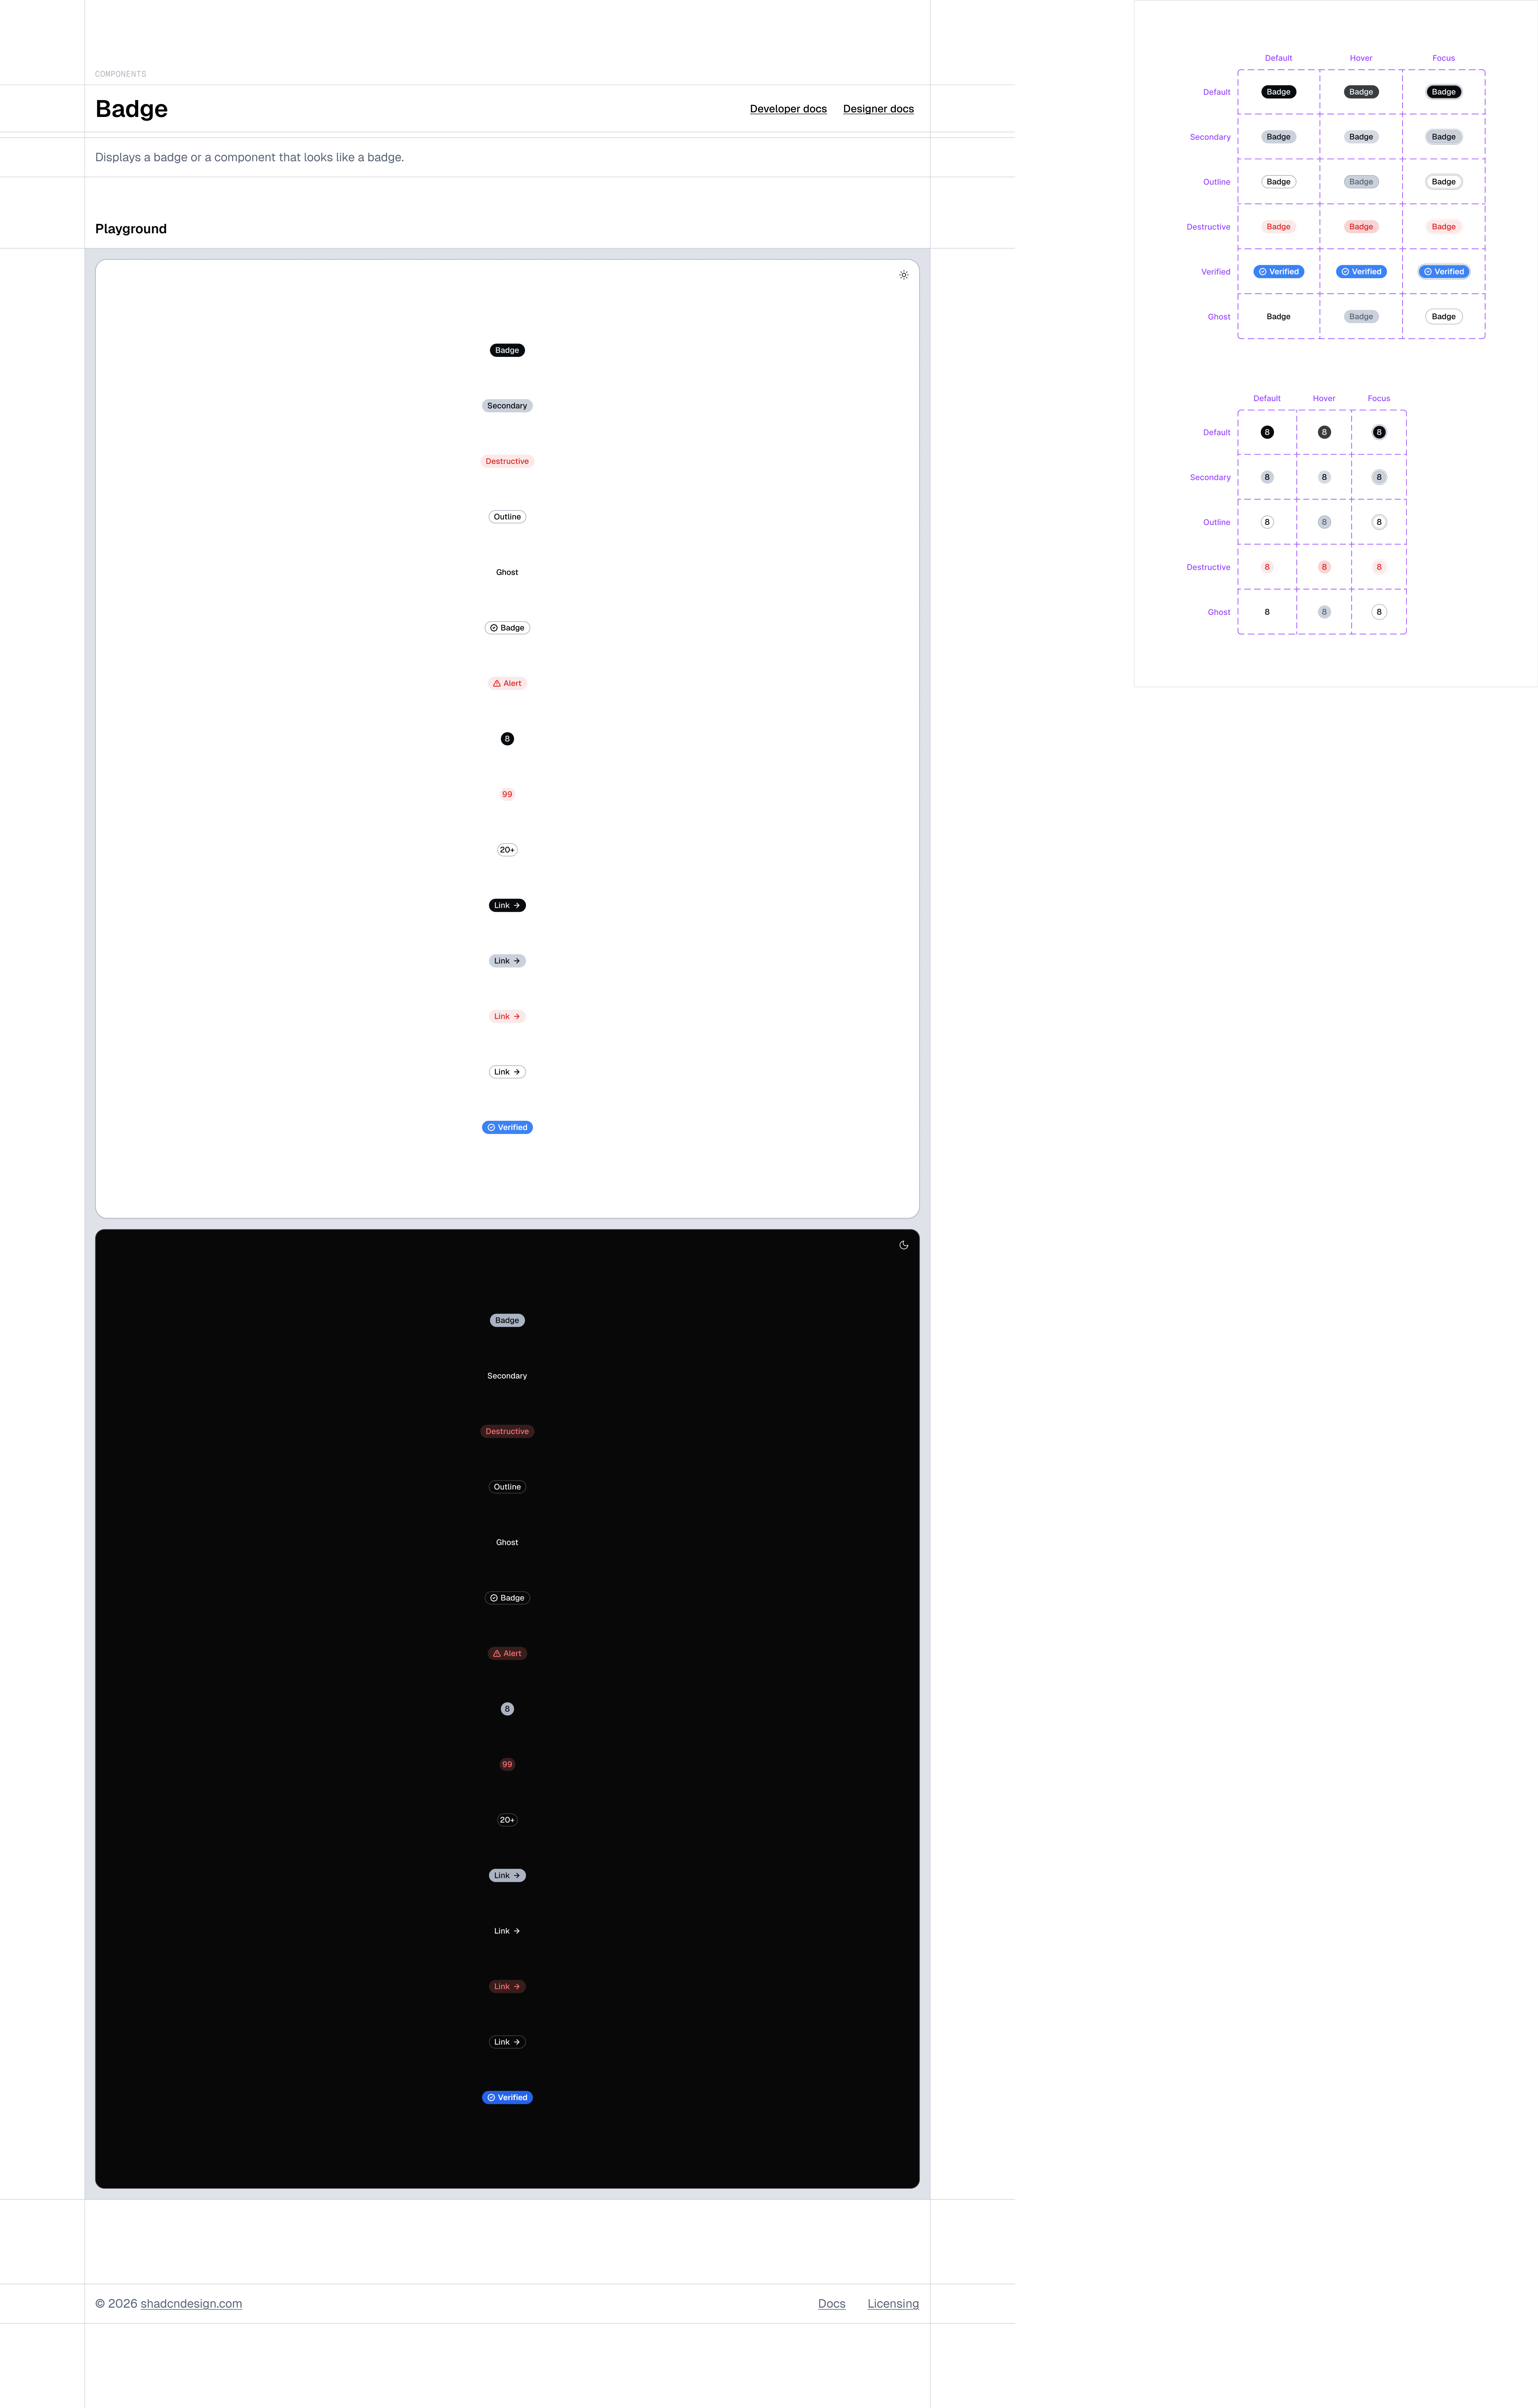 COMPONENTS
Badge
Developer docs Designer docs
Displays a badge or a component that looks like a badge.
Playground
Badge
Secondary
Destructive
Outline
Ghost
Badge
Alert
8
99
20+
Link
Link
Link
Link
Verified
Badge
Secondary
Destructive
Outline
Ghost
Badge
Alert
8
99
20+
Link
Link
Link
Link
Verified
© 2026 shadcndesign.com
Docs Licensing
Default Hover Focus
Default Badge Badge Badge
Secondary Badge Badge Badge
Outline Badge Badge Badge
Destructive Badge Badge Badge
Verified Verified Verified Verified
Ghost Badge Badge Badge
Default Hover Focus
Default 8 8 8
Secondary 8 8 8
Outline 8 8 8
Destructive 8 8 8
Ghost 8 8 8